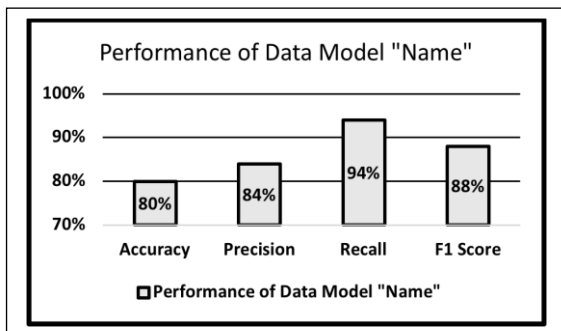 Performance of Data Model "Name"
100%
90%
80%
70%
80%
84%
94%
88%
Accuracy Precision Recall F1 Score
Performance of Data Model "Name"